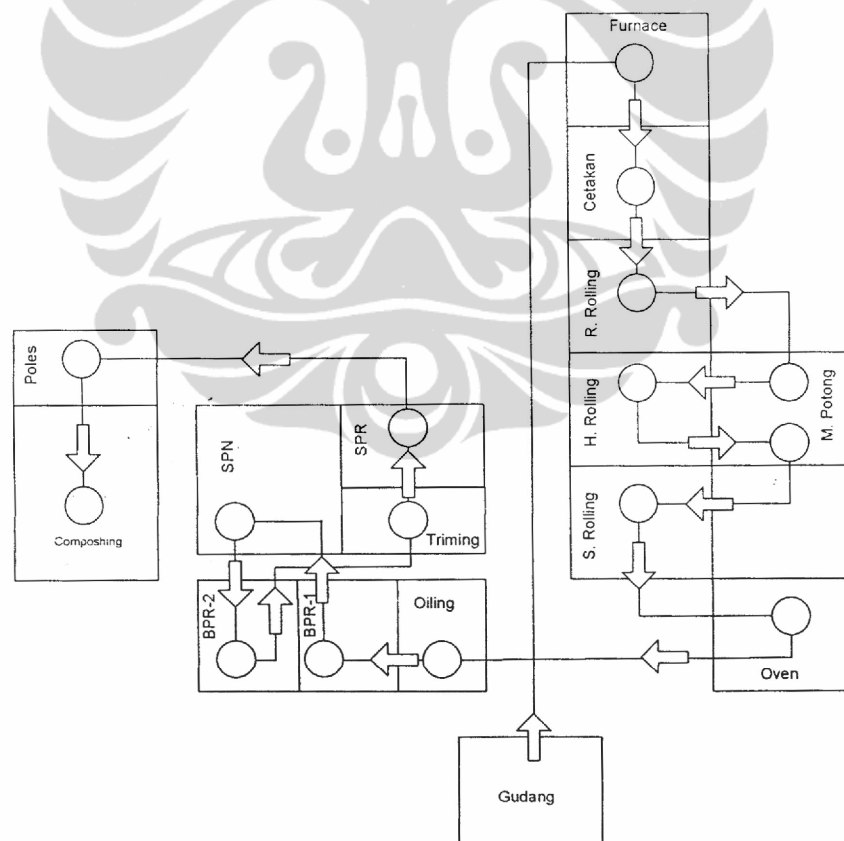 Furnace
Cetakan
R. Rolling
H. Rolling
M. Potong
S. Rolling
Oven
Poles
Composhing
SPN
SPR
Triming
BPR-2
BPR-1
Oiling
Gudang